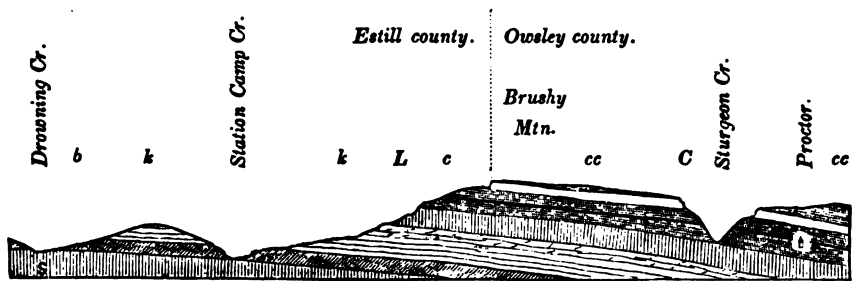 Estill county. Owsley county.
Drowning Cr.
Station Camp Cr.
Brushy
Mtn.
Sturgeon Cr.
Proctor.
b k k L c cc C cc